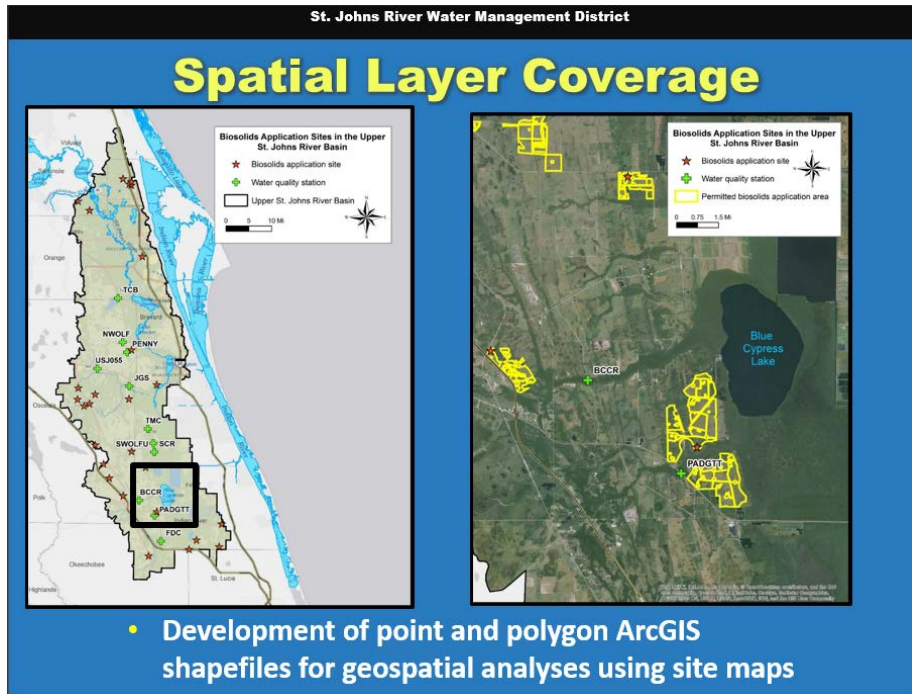 St. Johns River Water Management District
Spatial Layer Coverage
Biosolids Application Sites in the Upper
St. Johns River Basin
Biosolids application site
Water quality station
Upper St. Johns River Basin
0 5 10 Mi
Volusia
Orange
TCB
Brevard
NWOLF
PENNY
USJ055
JGS
Osceola
TMC
SWOLFU
SCR
BCCR
PADGTT
Polk
FDC
Okeechobee
St. Lucie
Highlands
Indian River
Biosolids Application Sites in the Upper
St. Johns River Basin
Biosolids application site
Water quality station
Permitted biosolids application area
0 0.75 1.5 Mi
Blue
Cypress
Lake
BCCR
PADGTT
• Development of point and polygon ArcGIS
shapefiles for geospatial analyses using site maps